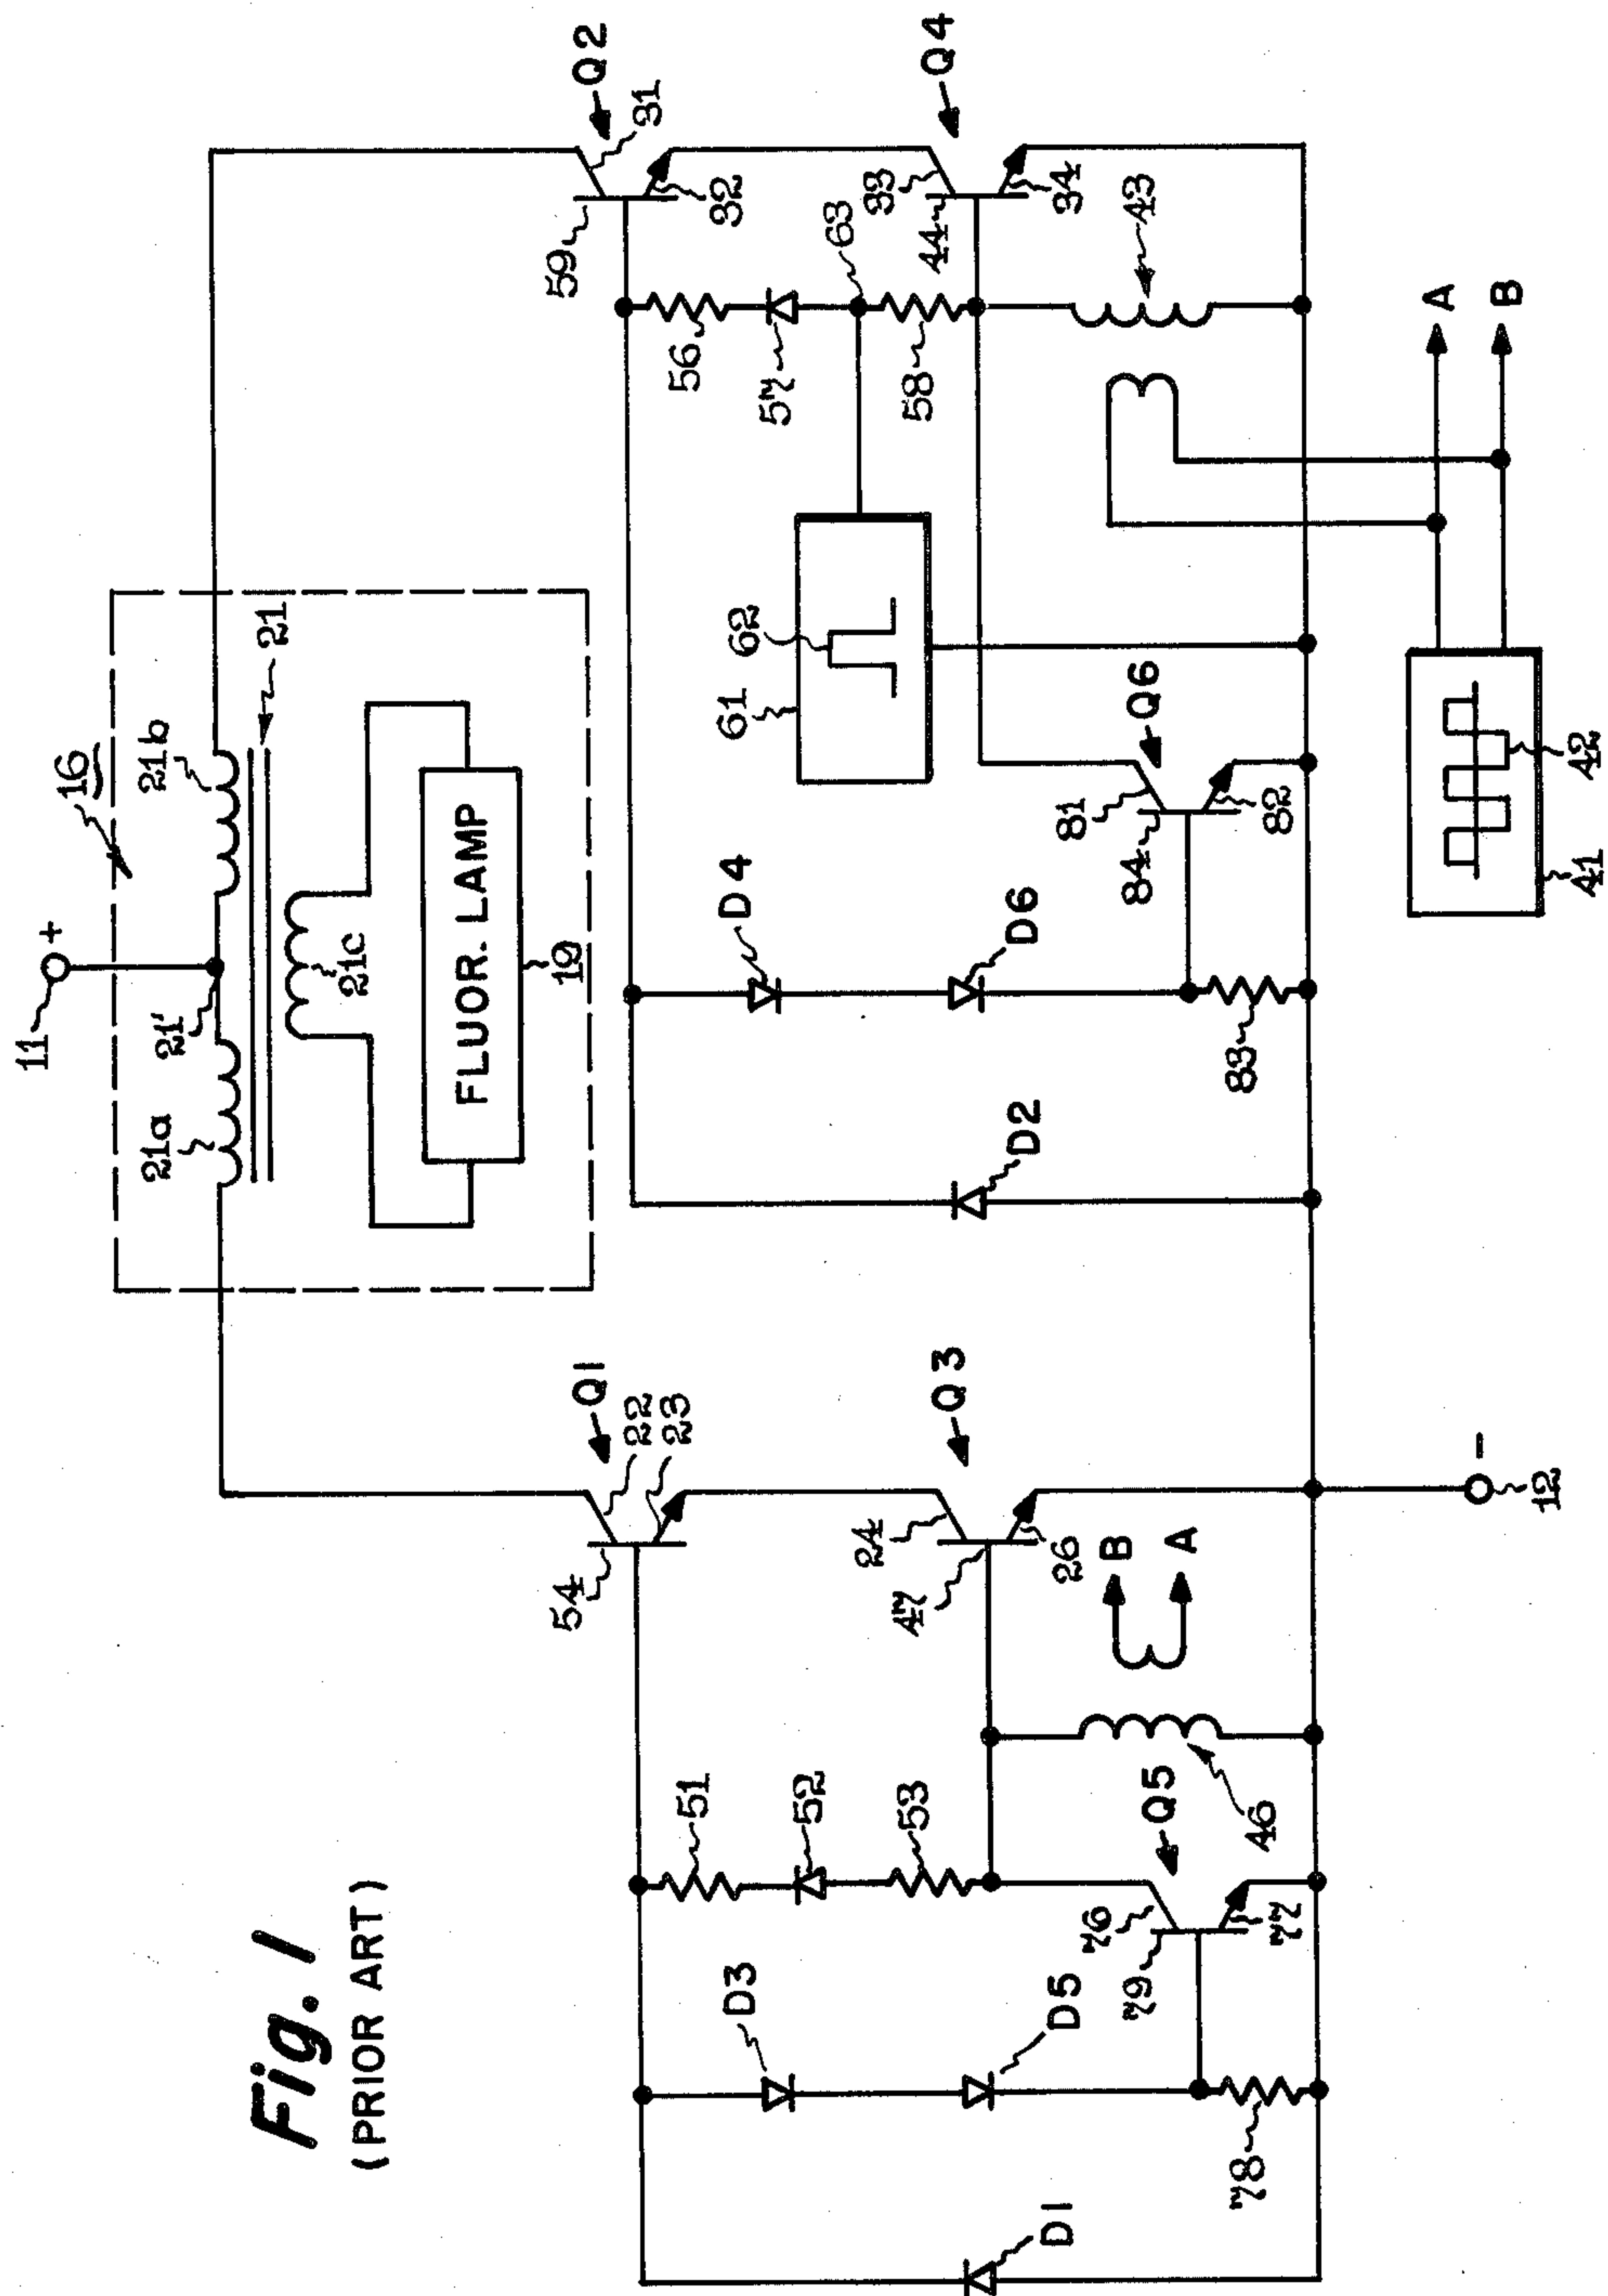 Fig. 1
(PRIOR ART)
11
+
16
21'
21a
21b
21
21c
FLUOR. LAMP
10
Q1
22
23
54
Q2
31
32
59
51
52
53
56
57
58
63
61
62
D3
D5
D1
D4
D6
D2
Q3
24
47
26
B
A
Q4
33
44
34
43
Q5
76
79
77
78
46
Q6
81
84
82
83
A
B
12
-
41
42